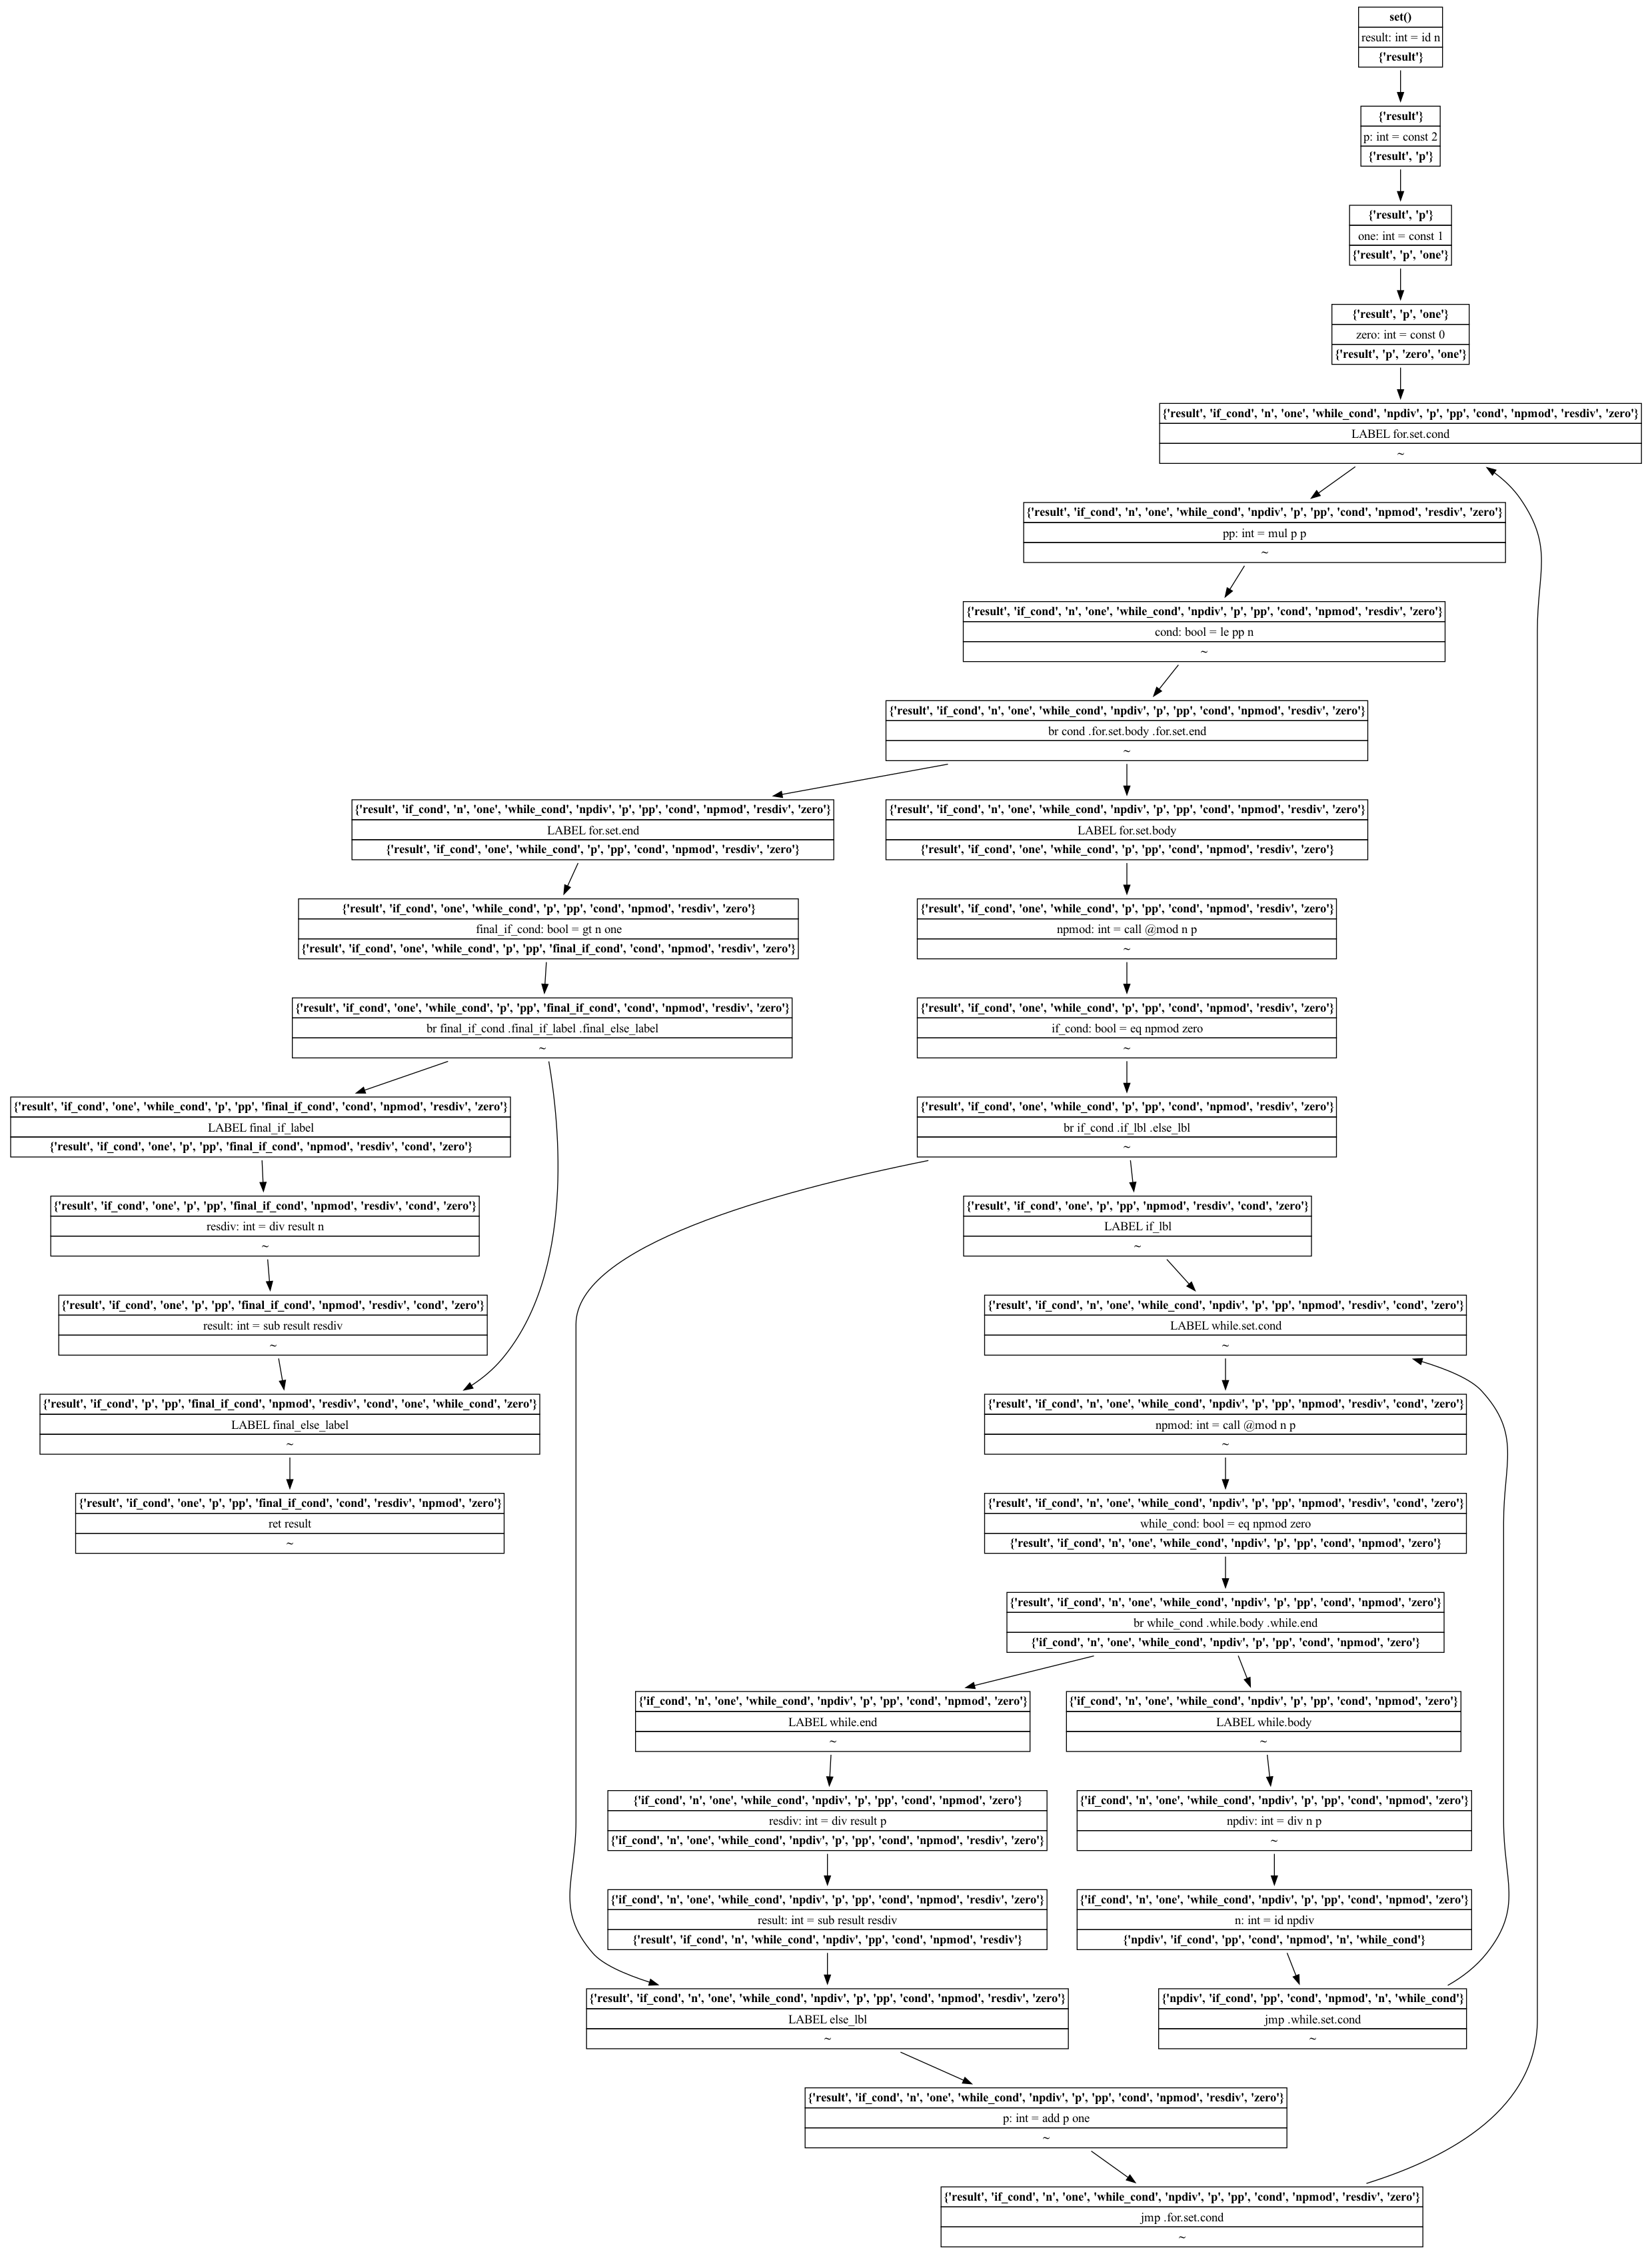 set()
result: int = id n
{'result'}
{'result'}
p: int = const 2
{'result', 'p'}
{'result', 'p'}
one: int = const 1
{'result', 'p', 'one'}
{'result', 'p', 'one'}
zero: int = const 0
{'result', 'p', 'zero', 'one'}
{'result', 'if_cond', 'n', 'one', 'while_cond', 'npdiv', 'p', 'pp', 'cond', 'npmod', 'resdiv', 'zero'}
LABEL for.set.cond
~
{'result', 'if_cond', 'n', 'one', 'while_cond', 'npdiv', 'p', 'pp', 'cond', 'npmod', 'resdiv', 'zero'}
pp: int = mul p p
~
{'result', 'if_cond', 'n', 'one', 'while_cond', 'npdiv', 'p', 'pp', 'cond', 'npmod', 'resdiv', 'zero'}
cond: bool = le pp n
~
{'result', 'if_cond', 'n', 'one', 'while_cond', 'npdiv', 'p', 'pp', 'cond', 'npmod', 'resdiv', 'zero'}
br cond .for.set.body .for.set.end
~
{'result', 'if_cond', 'n', 'one', 'while_cond', 'npdiv', 'p', 'pp', 'cond', 'npmod', 'resdiv', 'zero'}
LABEL for.set.end
{'result', 'if_cond', 'one', 'while_cond', 'p', 'pp', 'cond', 'npmod', 'resdiv', 'zero'}
{'result', 'if_cond', 'n', 'one', 'while_cond', 'npdiv', 'p', 'pp', 'cond', 'npmod', 'resdiv', 'zero'}
LABEL for.set.body
{'result', 'if_cond', 'one', 'while_cond', 'p', 'pp', 'cond', 'npmod', 'resdiv', 'zero'}
{'result', 'if_cond', 'one', 'while_cond', 'p', 'pp', 'cond', 'npmod', 'resdiv', 'zero'}
final_if_cond: bool = gt n one
{'result', 'if_cond', 'one', 'while_cond', 'p', 'pp', 'final_if_cond', 'cond', 'npmod', 'resdiv', 'zero'}
{'result', 'if_cond', 'one', 'while_cond', 'p', 'pp', 'cond', 'npmod', 'resdiv', 'zero'}
npmod: int = call @mod n p
~
{'result', 'if_cond', 'one', 'while_cond', 'p', 'pp', 'final_if_cond', 'cond', 'npmod', 'resdiv', 'zero'}
br final_if_cond .final_if_label .final_else_label
~
{'result', 'if_cond', 'one', 'while_cond', 'p', 'pp', 'cond', 'npmod', 'resdiv', 'zero'}
if_cond: bool = eq npmod zero
~
{'result', 'if_cond', 'one', 'while_cond', 'p', 'pp', 'final_if_cond', 'cond', 'npmod', 'resdiv', 'zero'}
LABEL final_if_label
{'result', 'if_cond', 'one', 'p', 'pp', 'final_if_cond', 'npmod', 'resdiv', 'cond', 'zero'}
{'result', 'if_cond', 'one', 'while_cond', 'p', 'pp', 'cond', 'npmod', 'resdiv', 'zero'}
br if_cond .if_lbl .else_lbl
~
{'result', 'if_cond', 'one', 'p', 'pp', 'final_if_cond', 'npmod', 'resdiv', 'cond', 'zero'}
resdiv: int = div result n
~
{'result', 'if_cond', 'one', 'p', 'pp', 'npmod', 'resdiv', 'cond', 'zero'}
LABEL if_lbl
~
{'result', 'if_cond', 'one', 'p', 'pp', 'final_if_cond', 'npmod', 'resdiv', 'cond', 'zero'}
result: int = sub result resdiv
~
{'result', 'if_cond', 'n', 'one', 'while_cond', 'npdiv', 'p', 'pp', 'npmod', 'resdiv', 'cond', 'zero'}
LABEL while.set.cond
~
{'result', 'if_cond', 'p', 'pp', 'final_if_cond', 'npmod', 'resdiv', 'cond', 'one', 'while_cond', 'zero'}
LABEL final_else_label
~
{'result', 'if_cond', 'n', 'one', 'while_cond', 'npdiv', 'p', 'pp', 'npmod', 'resdiv', 'cond', 'zero'}
npmod: int = call @mod n p
~
{'result', 'if_cond', 'one', 'p', 'pp', 'final_if_cond', 'cond', 'resdiv', 'npmod', 'zero'}
ret result
~
{'result', 'if_cond', 'n', 'one', 'while_cond', 'npdiv', 'p', 'pp', 'npmod', 'resdiv', 'cond', 'zero'}
while_cond: bool = eq npmod zero
{'result', 'if_cond', 'n', 'one', 'while_cond', 'npdiv', 'p', 'pp', 'cond', 'npmod', 'zero'}
{'result', 'if_cond', 'n', 'one', 'while_cond', 'npdiv', 'p', 'pp', 'cond', 'npmod', 'zero'}
br while_cond .while.body .while.end
{'if_cond', 'n', 'one', 'while_cond', 'npdiv', 'p', 'pp', 'cond', 'npmod', 'zero'}
{'if_cond', 'n', 'one', 'while_cond', 'npdiv', 'p', 'pp', 'cond', 'npmod', 'zero'}
LABEL while.end
~
{'if_cond', 'n', 'one', 'while_cond', 'npdiv', 'p', 'pp', 'cond', 'npmod', 'zero'}
LABEL while.body
~
{'if_cond', 'n', 'one', 'while_cond', 'npdiv', 'p', 'pp', 'cond', 'npmod', 'zero'}
resdiv: int = div result p
{'if_cond', 'n', 'one', 'while_cond', 'npdiv', 'p', 'pp', 'cond', 'npmod', 'resdiv', 'zero'}
{'if_cond', 'n', 'one', 'while_cond', 'npdiv', 'p', 'pp', 'cond', 'npmod', 'zero'}
npdiv: int = div n p
~
{'if_cond', 'n', 'one', 'while_cond', 'npdiv', 'p', 'pp', 'cond', 'npmod', 'resdiv', 'zero'}
result: int = sub result resdiv
{'result', 'if_cond', 'n', 'while_cond', 'npdiv', 'pp', 'cond', 'npmod', 'resdiv'}
{'if_cond', 'n', 'one', 'while_cond', 'npdiv', 'p', 'pp', 'cond', 'npmod', 'zero'}
n: int = id npdiv
{'npdiv', 'if_cond', 'pp', 'cond', 'npmod', 'n', 'while_cond'}
{'result', 'if_cond', 'n', 'one', 'while_cond', 'npdiv', 'p', 'pp', 'cond', 'npmod', 'resdiv', 'zero'}
LABEL else_lbl
~
{'npdiv', 'if_cond', 'pp', 'cond', 'npmod', 'n', 'while_cond'}
jmp .while.set.cond
~
{'result', 'if_cond', 'n', 'one', 'while_cond', 'npdiv', 'p', 'pp', 'cond', 'npmod', 'resdiv', 'zero'}
p: int = add p one
~
{'result', 'if_cond', 'n', 'one', 'while_cond', 'npdiv', 'p', 'pp', 'cond', 'npmod', 'resdiv', 'zero'}
jmp .for.set.cond
~